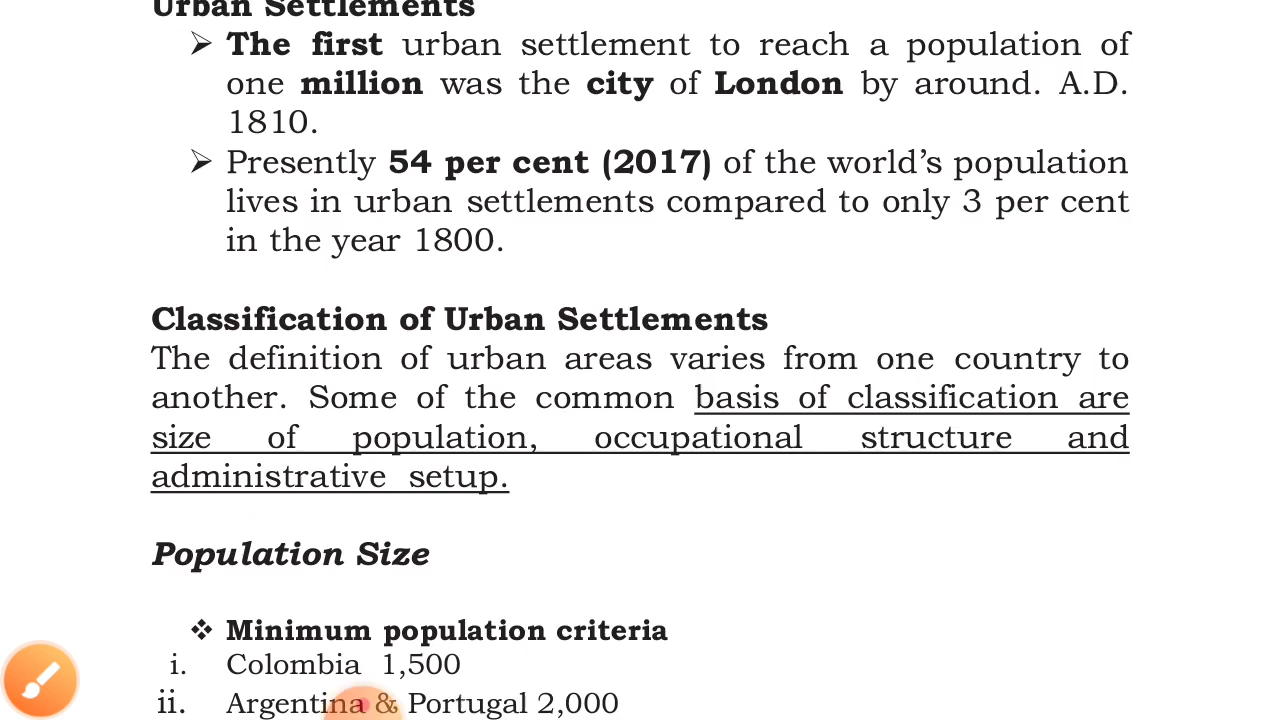 Urban Settlements
➢ The first urban settlement to reach a population of
one million was the city of London by around. A.D.
1810.
➢ Presently 54 per cent (2017) of the world's population
lives in urban settlements compared to only 3 per cent
in the year 1800.
Classification of Urban Settlements
The definition of urban areas varies from one country to
another. Some of the common basis of classification are
size of population, occupational structure and
administrative setup.
Population Size
❖ Minimum population criteria
i. Colombia 1,500
ii. Argentina & Portugal 2,000